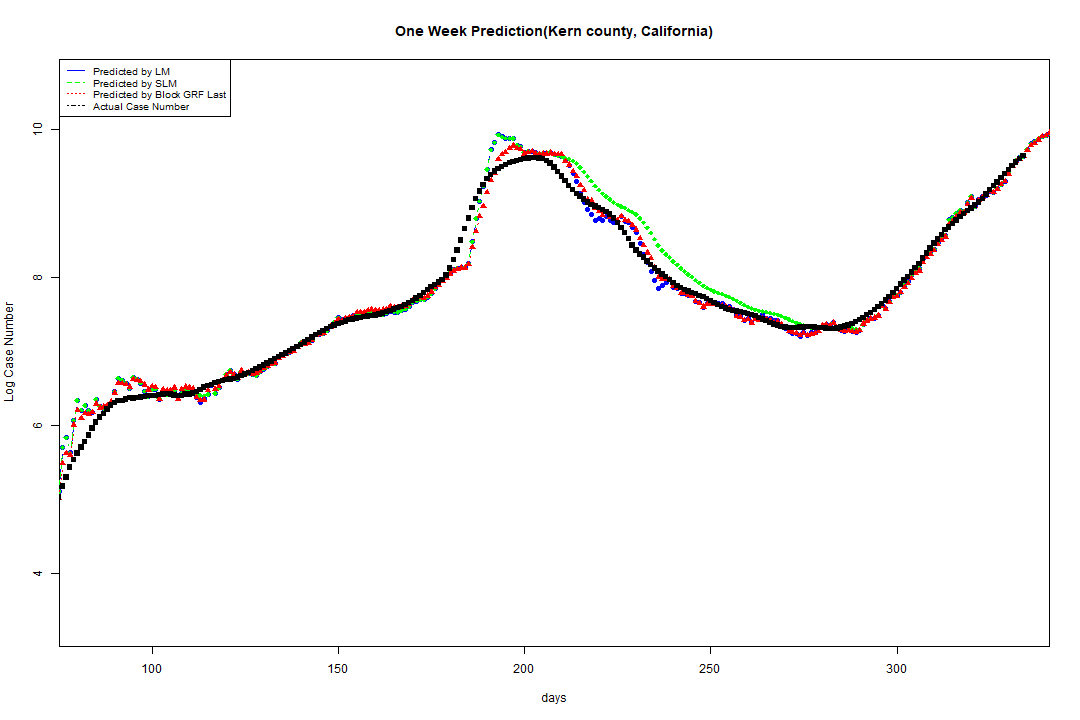 One Week Prediction(Kern county, California)
Predicted by LM
Predicted by SLM
Predicted by Block GRF Last
Actual Case Number
10
8
6
4
Log Case Number
100 150 200 250 300
days